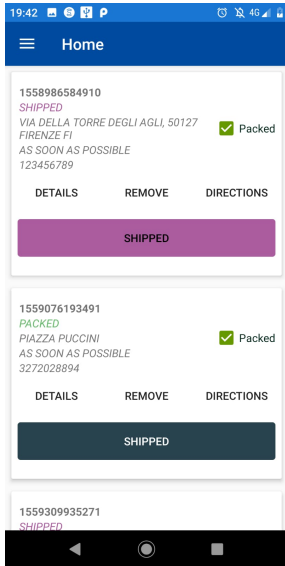 19:42 4G
Home
1558986584910
SHIPPED
VIA DELLA TORRE DEGLI AGLI, 50127
FIRENZE FI
Packed
AS SOON AS POSSIBLE
123456789
DETAILS REMOVE DIRECTIONS
SHIPPED
1559076193491
PACKED
PIAZZA PUCCINI
Packed
AS SOON AS POSSIBLE
3272028894
DETAILS REMOVE DIRECTIONS
SHIPPED
1559309935271
SHIPPED